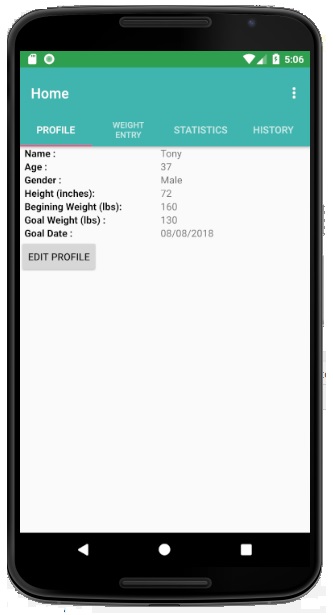 5:06
Home
PROFILE
WEIGHT
ENTRY
STATISTICS
HISTORY
Name : Tony
Age : 37
Gender : Male
Height (inches): 72
Begining Weight (lbs): 160
Goal Weight (lbs) : 130
Goal Date : 08/08/2018
EDIT PROFILE